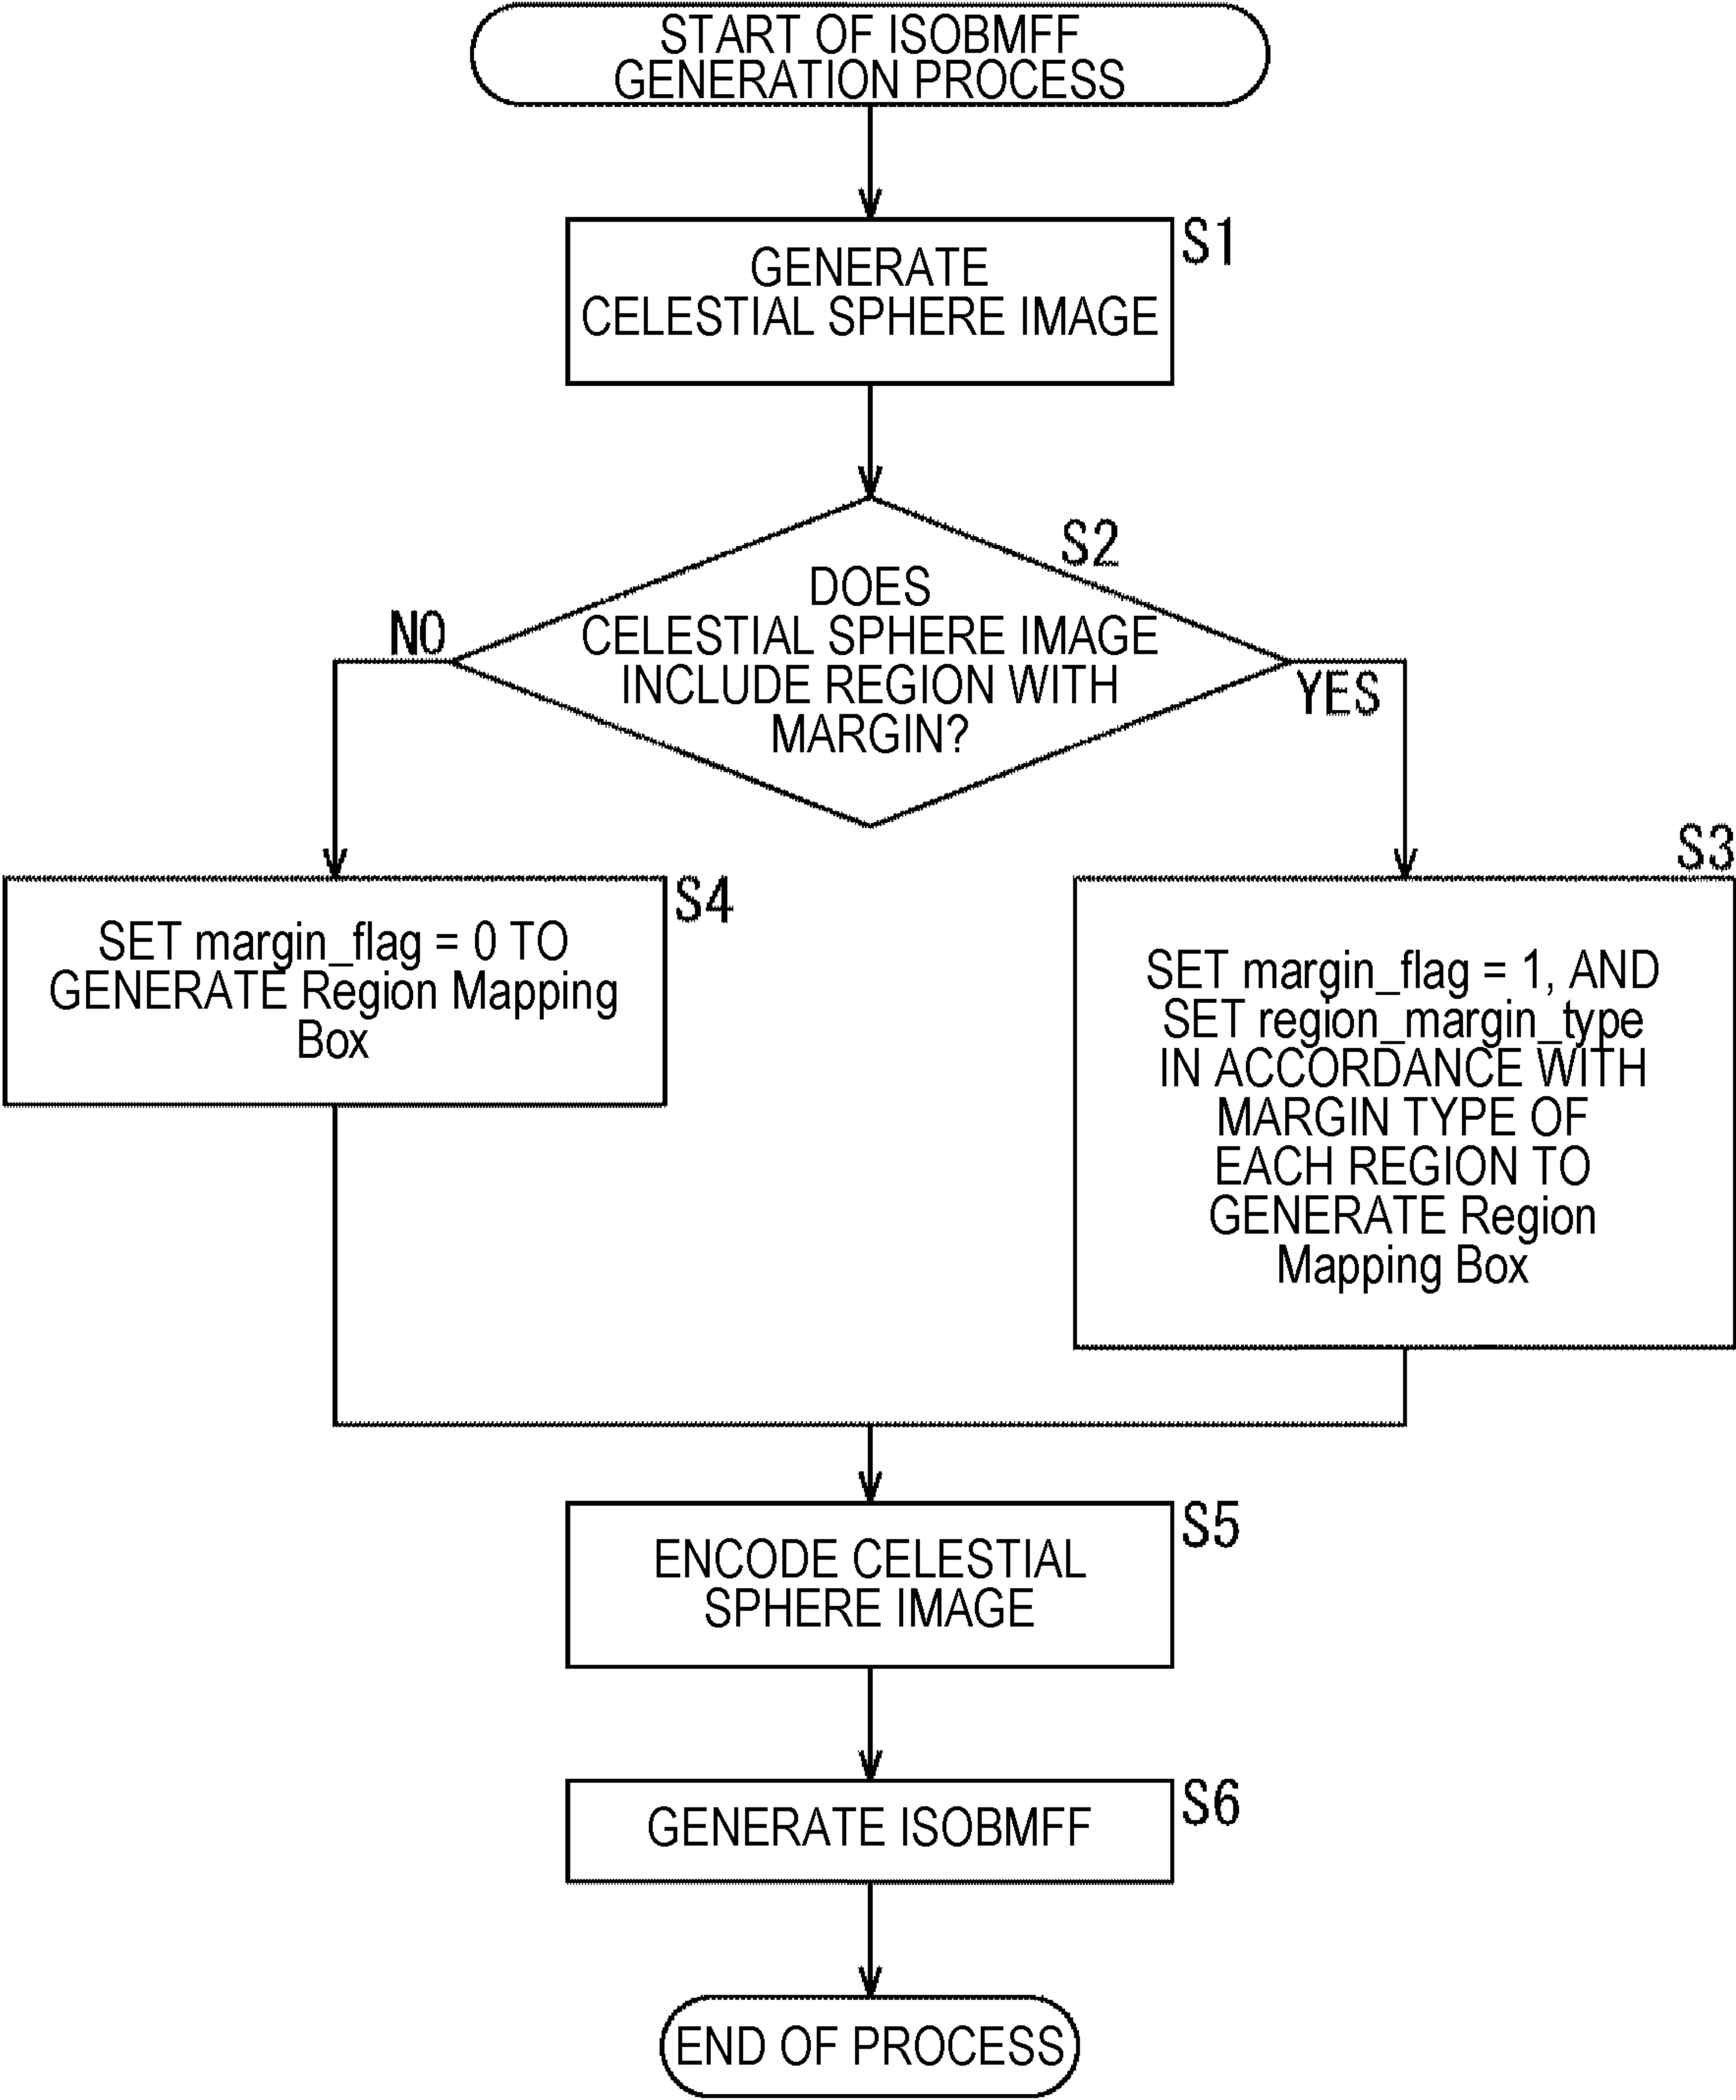 START OF ISOBMFF
GENERATION PROCESS
S1
GENERATE
CELESTIAL SPHERE IMAGE
S2
DOES
CELESTIAL SPHERE IMAGE
INCLUDE REGION WITH
MARGIN?
NO
YES
S4
SET margin_flag = 0 TO
GENERATE Region Mapping
Box
S3
SET margin_flag = 1, AND
SET region_margin_type
IN ACCORDANCE WITH
MARGIN TYPE OF
EACH REGION TO
GENERATE Region
Mapping Box
S5
ENCODE CELESTIAL
SPHERE IMAGE
S6
GENERATE ISOBMFF
END OF PROCESS